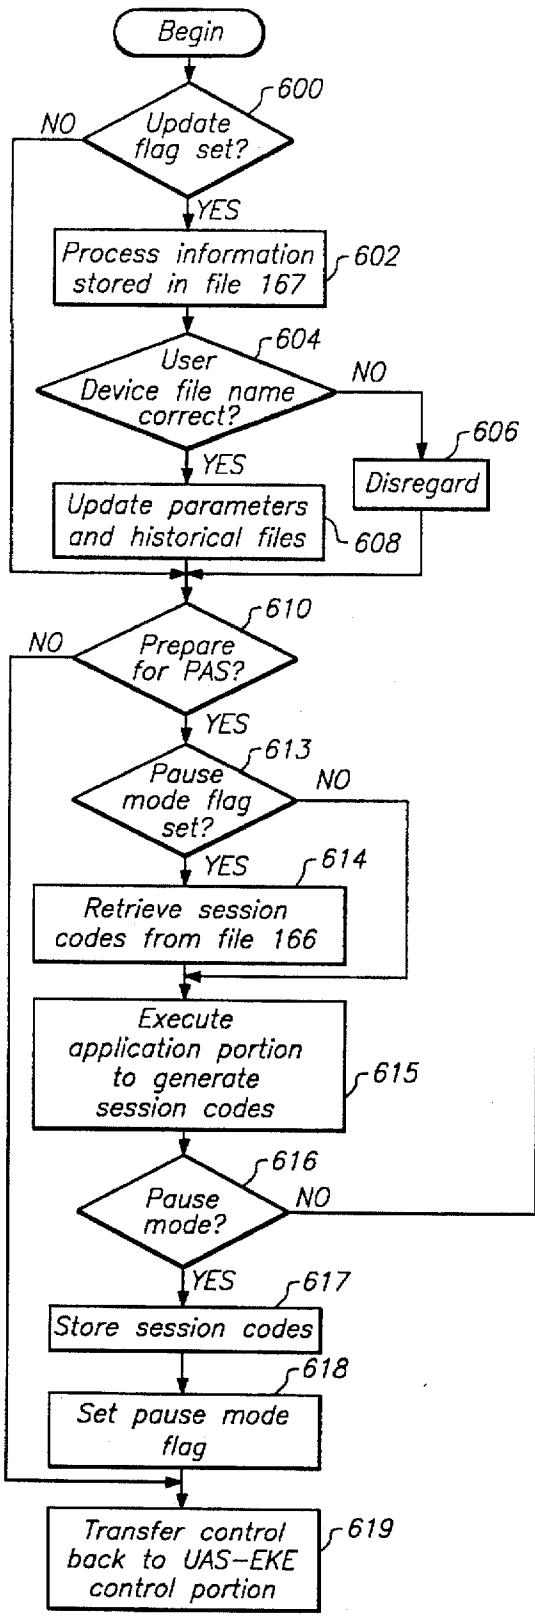 Begin
600
NO
Update
flag set?
YES
Process information
stored in file 167
602
604
User
Device file name
correct?
NO
YES
606
Disregard
Update parameters
and historical files
608
610
NO
Prepare
for PAS?
YES
613
Pause
mode flag
set?
NO
YES
614
Retrieve session
codes from file 166
Execute
application portion
to generate
session codes
615
616
Pause
mode?
NO
YES
617
Store session codes
618
Set pause mode
flag
Transfer control
back to UAS-EKE
control portion
619